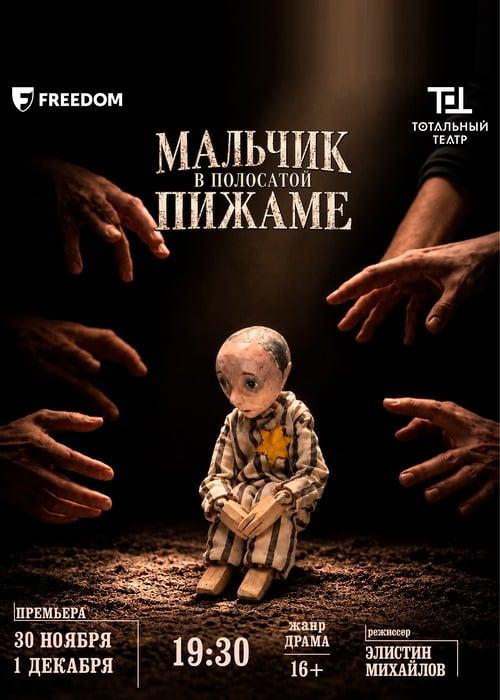 FREEDOM
ТОТАЛЬНЫЙ
ТЕАТР
МАЛЬЧИК
В ПОЛОСАТОЙ
ПИЖАМЕ
ПРЕМЬЕРА
30 НОЯБРЯ
1 ДЕКАБРЯ
19:30
жанр
ДРАМА
16+
режиссер
ЭЛИСТИН
МИХАЙЛОВ